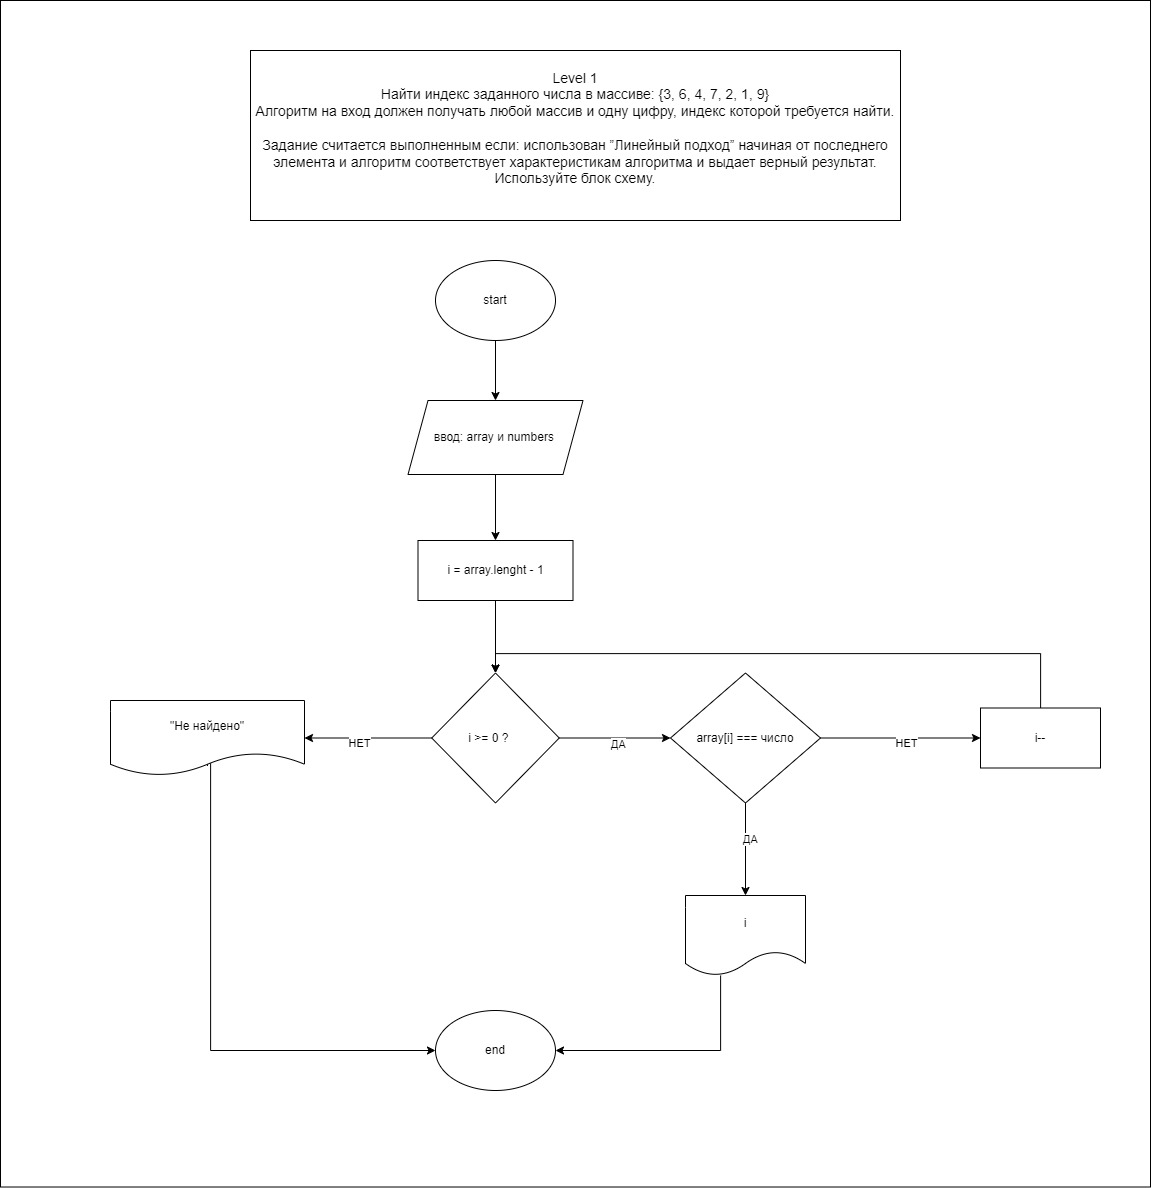 Level 1
Найти индекс заданного числа в массиве: {3, 6, 4, 7, 2, 1, 9}
Алгоритм на вход должен получать любой массив и одну цифру, индекс которой требуется найти.
Задание считается выполненным если: использован ”Линейный подход” начиная от последнего
элемента и алгоритм соответствует характеристикам алгоритма и выдает верный результат.
Используйте блок схему.
start
ввод: array и numbers
i = array.lenght - 1
"Не найдено"
НЕТ
i >= 0 ?
ДА
array[i] === число
НЕТ
i--
ДА
i
end